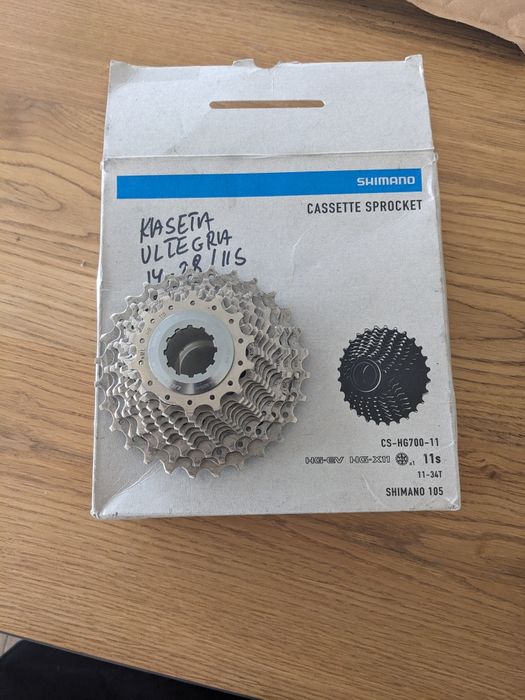 SHIMANO
CASSETTE SPROCKET
KASETA
ULTEGRA
14-28/11S
CS-HG700-11
HG-EV HG-X11 x1 11s
11-34T
SHIMANO 105